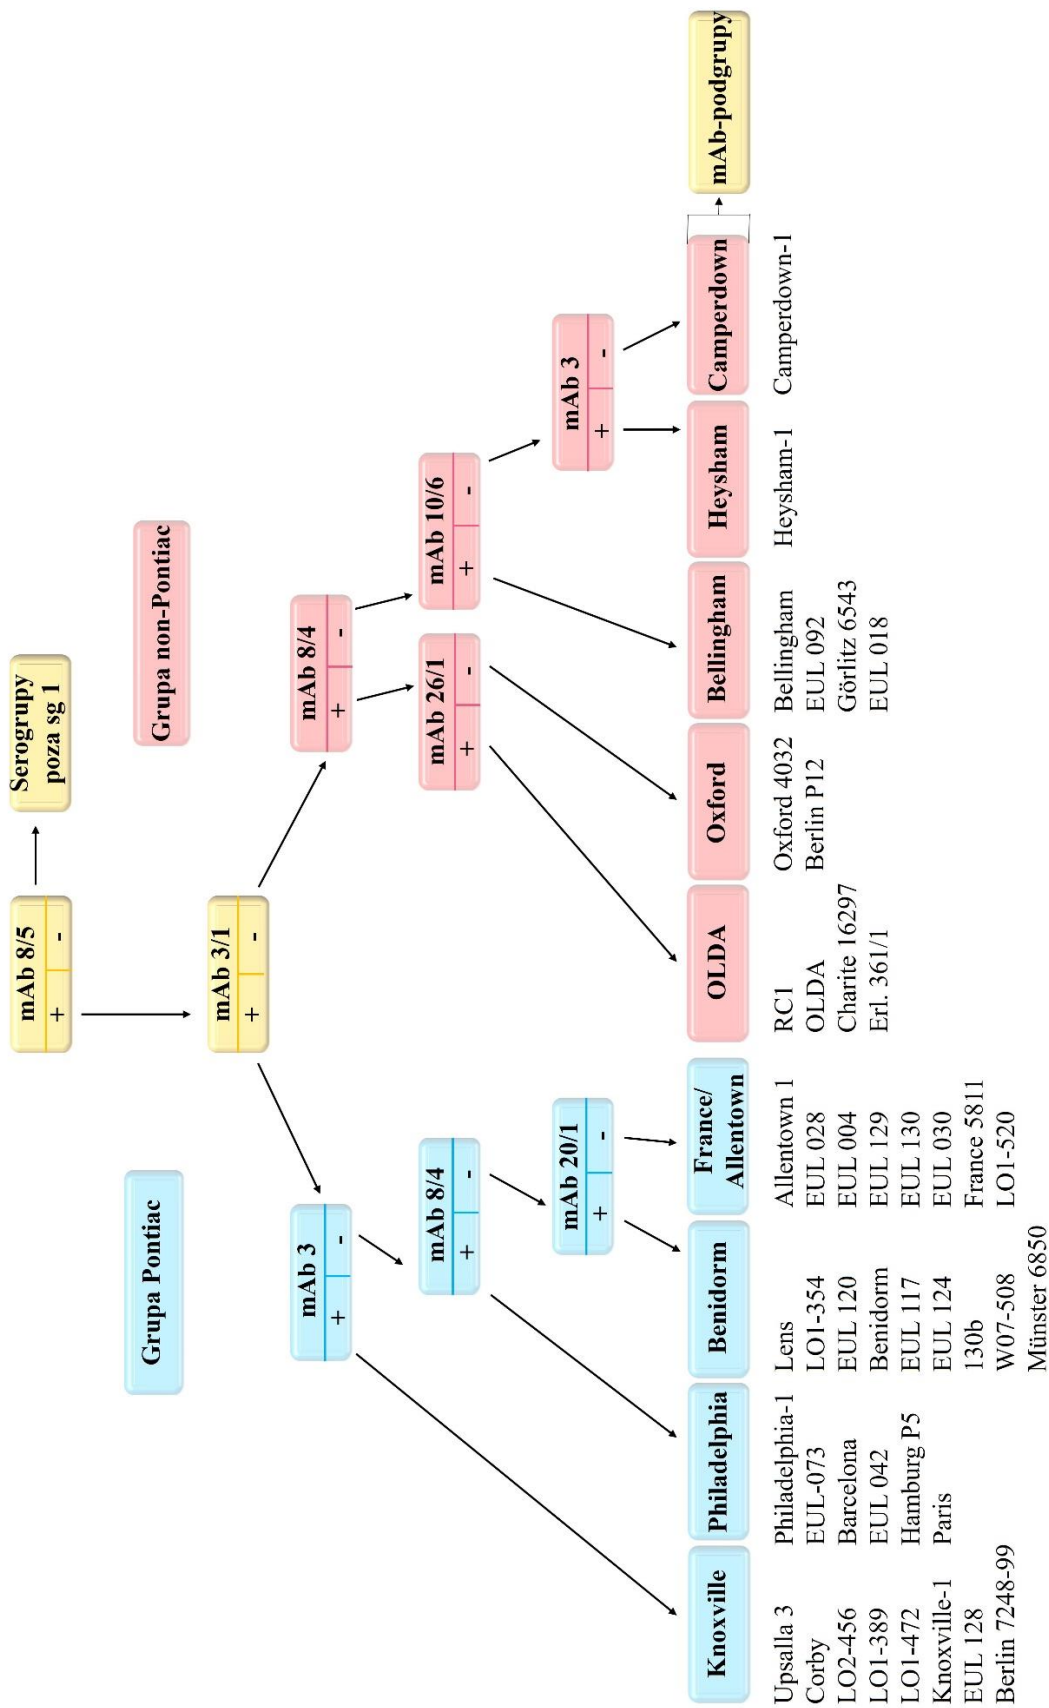 mAb 8/5
+ -
Serogrupy
poza sg 1
Grupa Pontiac
mAb 3/1
+ -
Grupa non-Pontiac
mAb 3
+ -
mAb 8/4
+ -
mAb 8/4
+ -
mAb 26/1
+ -
mAb 10/6
+ -
mAb 20/1
+ -
mAb 3
+ -
Knoxville
Philadelphia
Benidorm
France/
Allentown
OLDA
Oxford
Bellingham
Heysham
Camperdown
mAb-podgrupy
Upsalla 3
Corby
LO2-456
LO1-389
LO1-472
Knoxville-1
EUL 128
Berlin 7248-99
Philadelphia-1
EUL-073
Barcelona
EUL 042
Hamburg P5
Paris
Lens
LO1-354
EUL 120
Benidorm
EUL 117
EUL 124
130b
W07-508
Münster 6850
Allentown 1
EUL 028
EUL 004
EUL 129
EUL 130
EUL 030
France 5811
LO1-520
RC1
OLDA
Charite 16297
Erl. 361/1
Oxford 4032
Berlin P12
Bellingham
EUL 092
Görlitz 6543
EUL 018
Heysham-1
Camperdown-1